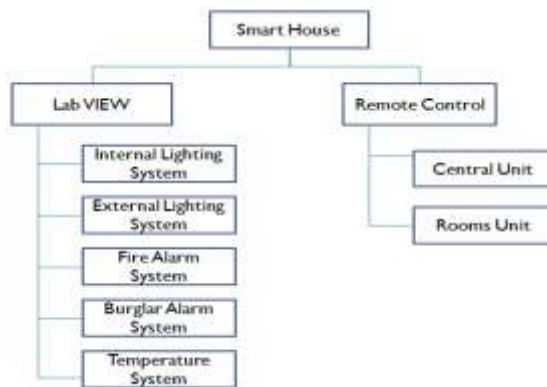 Smart House
Lab VIEW
Remote Control
Internal Lighting
System
External Lighting
System
Fire Alarm
System
Burglar Alarm
System
Temperature
System
Central Unit
Rooms Unit